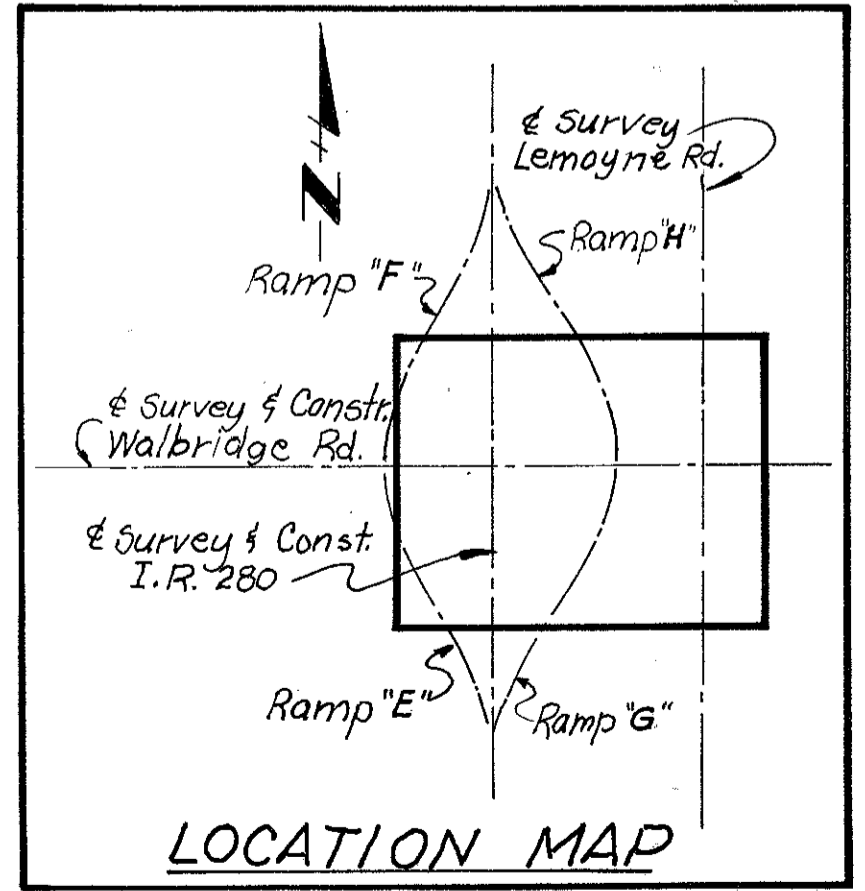 N
℄ Survey
Lemoyne Rd.
Ramp "H"
Ramp "F"
℄ Survey & Constr.
Walbridge Rd.
℄ Survey & Const.
I.R. 280
Ramp "E"
Ramp "G"
LOCATION MAP